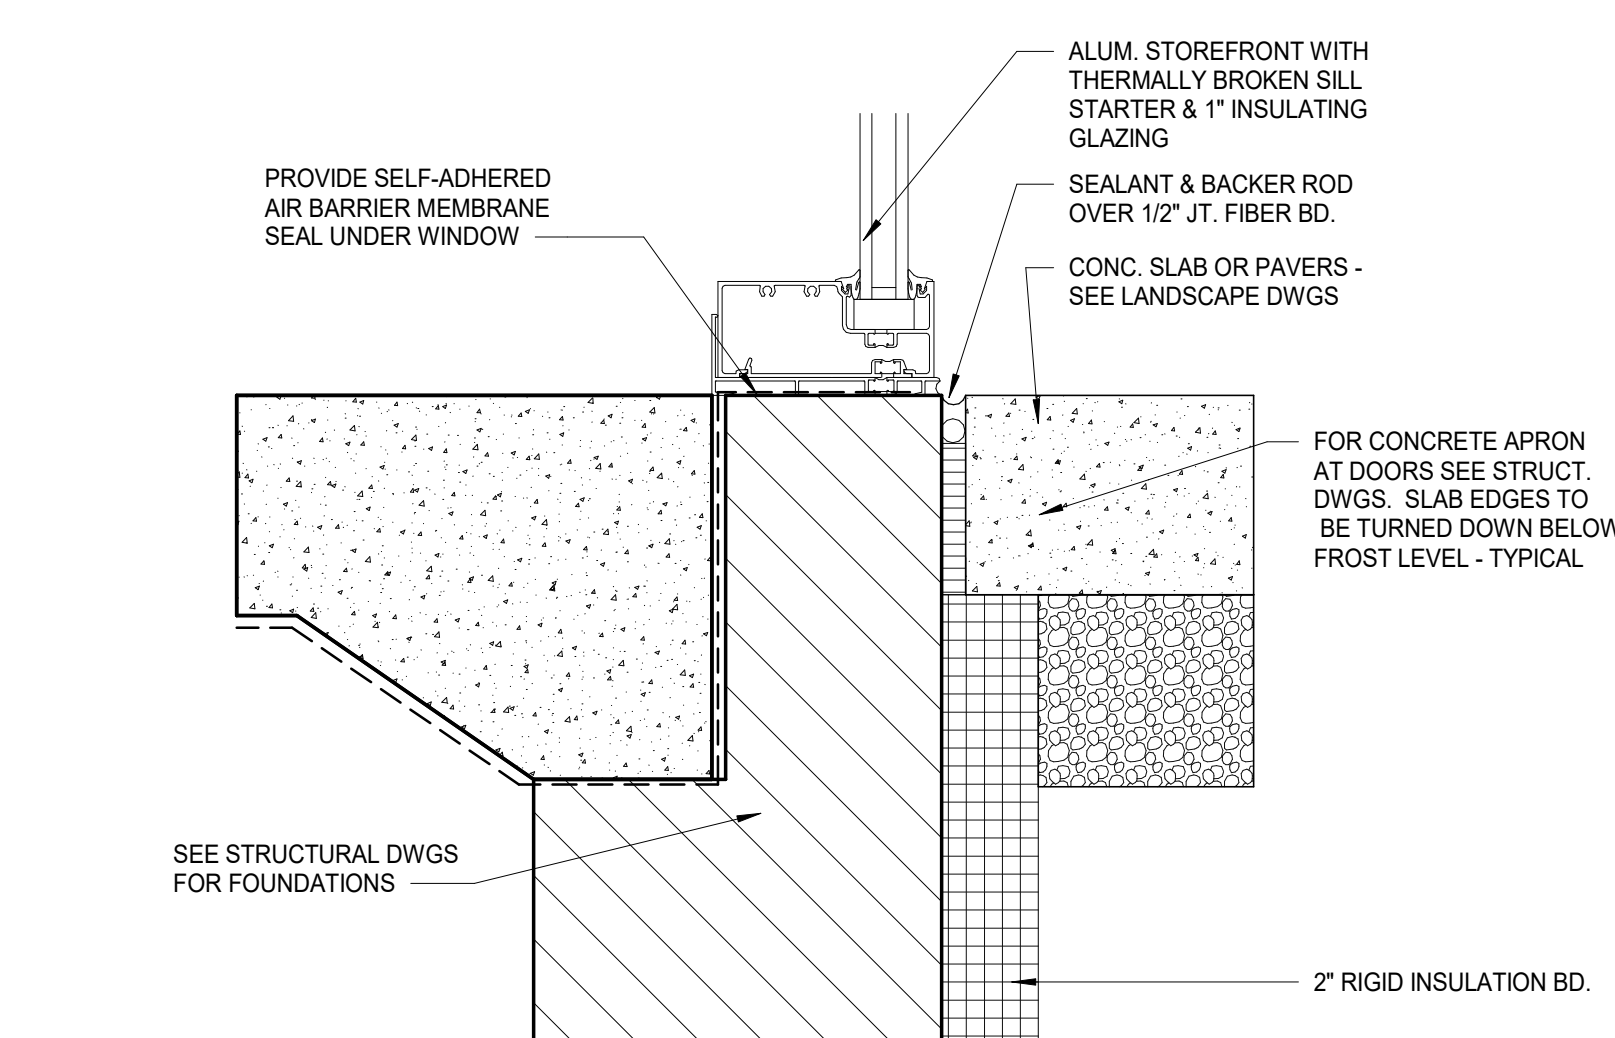 ALUM. STOREFRONT WITH
THERMALLY BROKEN SILL
STARTER & 1" INSULATING
GLAZING
PROVIDE SELF-ADHERED
AIR BARRIER MEMBRANE
SEAL UNDER WINDOW
SEALANT & BACKER ROD
OVER 1/2" JT. FIBER BD.
CONC. SLAB OR PAVERS -
SEE LANDSCAPE DWGS
FOR CONCRETE APRON
AT DOORS SEE STRUCT.
DWGS. SLAB EDGES TO
BE TURNED DOWN BELOW
FROST LEVEL - TYPICAL
SEE STRUCTURAL DWGS
FOR FOUNDATIONS
2" RIGID INSULATION BD.